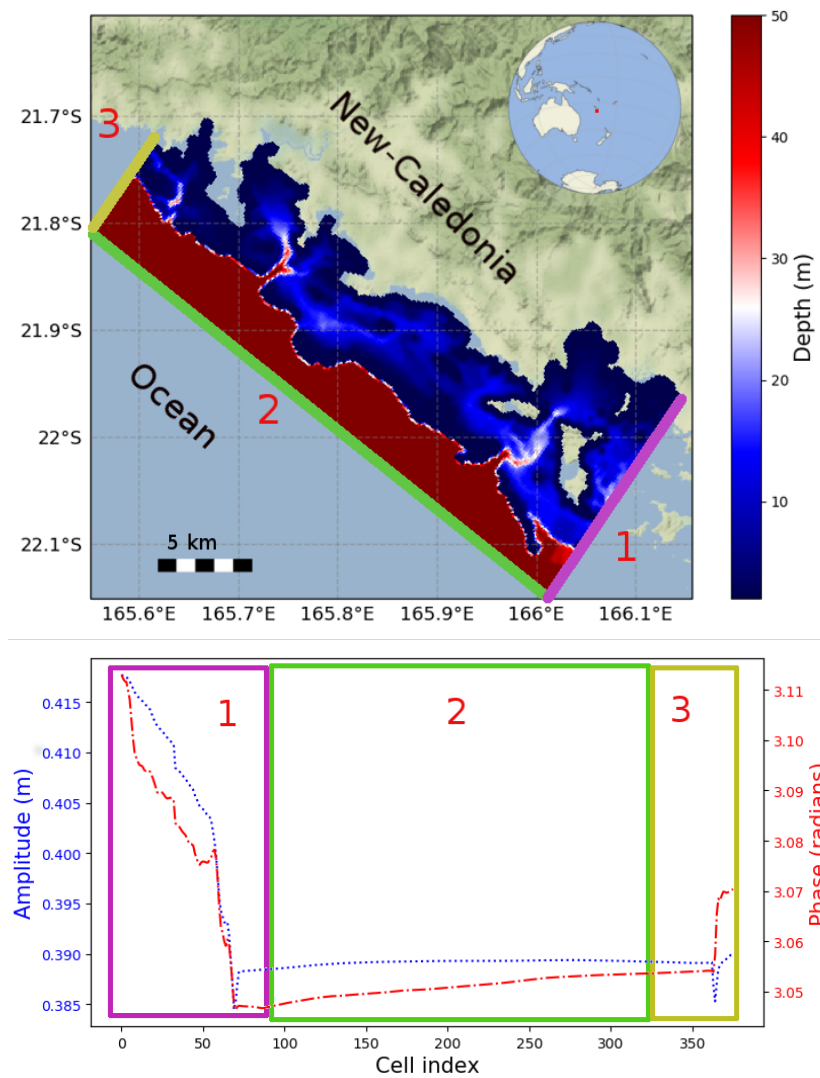 3
New-Caledonia
21.7°S
21.8°S
21.9°S
22°S
22.1°S
Ocean
2
5 km
1
165.6°E 165.7°E 165.8°E 165.9°E 166°E 166.1°E
50
40
30
20
10
Depth (m)
1
2
3
0.415
0.410
0.405
0.400
0.395
0.390
0.385
Amplitude (m)
3.11
3.10
3.09
3.08
3.07
3.06
3.05
Phase (radians)
0 50 100 150 200 250 300 350
Cell index